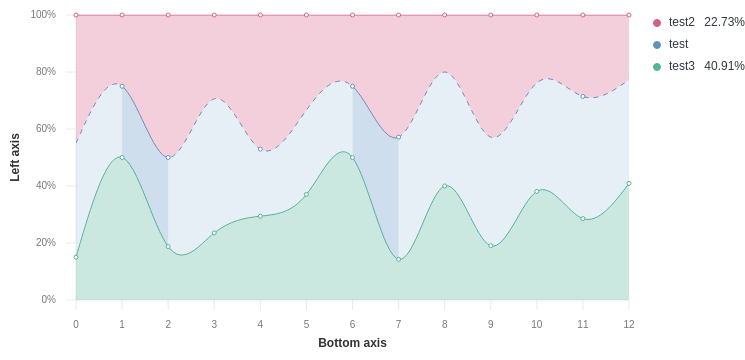 100%
80%
60%
40%
20%
0%
Left axis
0 1 2 3 4 5 6 7 8 9 10 11 12
Bottom axis
test2 22.73%
test
test3 40.91%